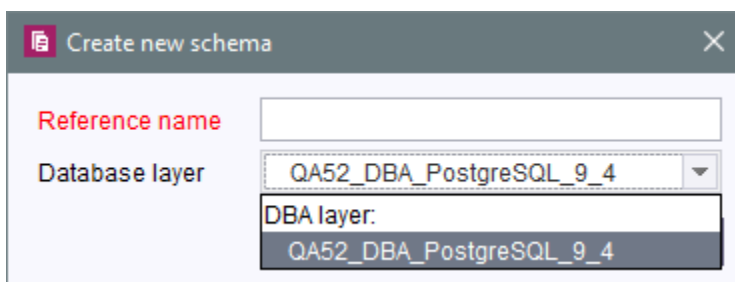 Create new schema
Reference name
Database layer QA52_DBA_PostgreSQL_9_4
DBA layer:
QA52_DBA_PostgreSQL_9_4